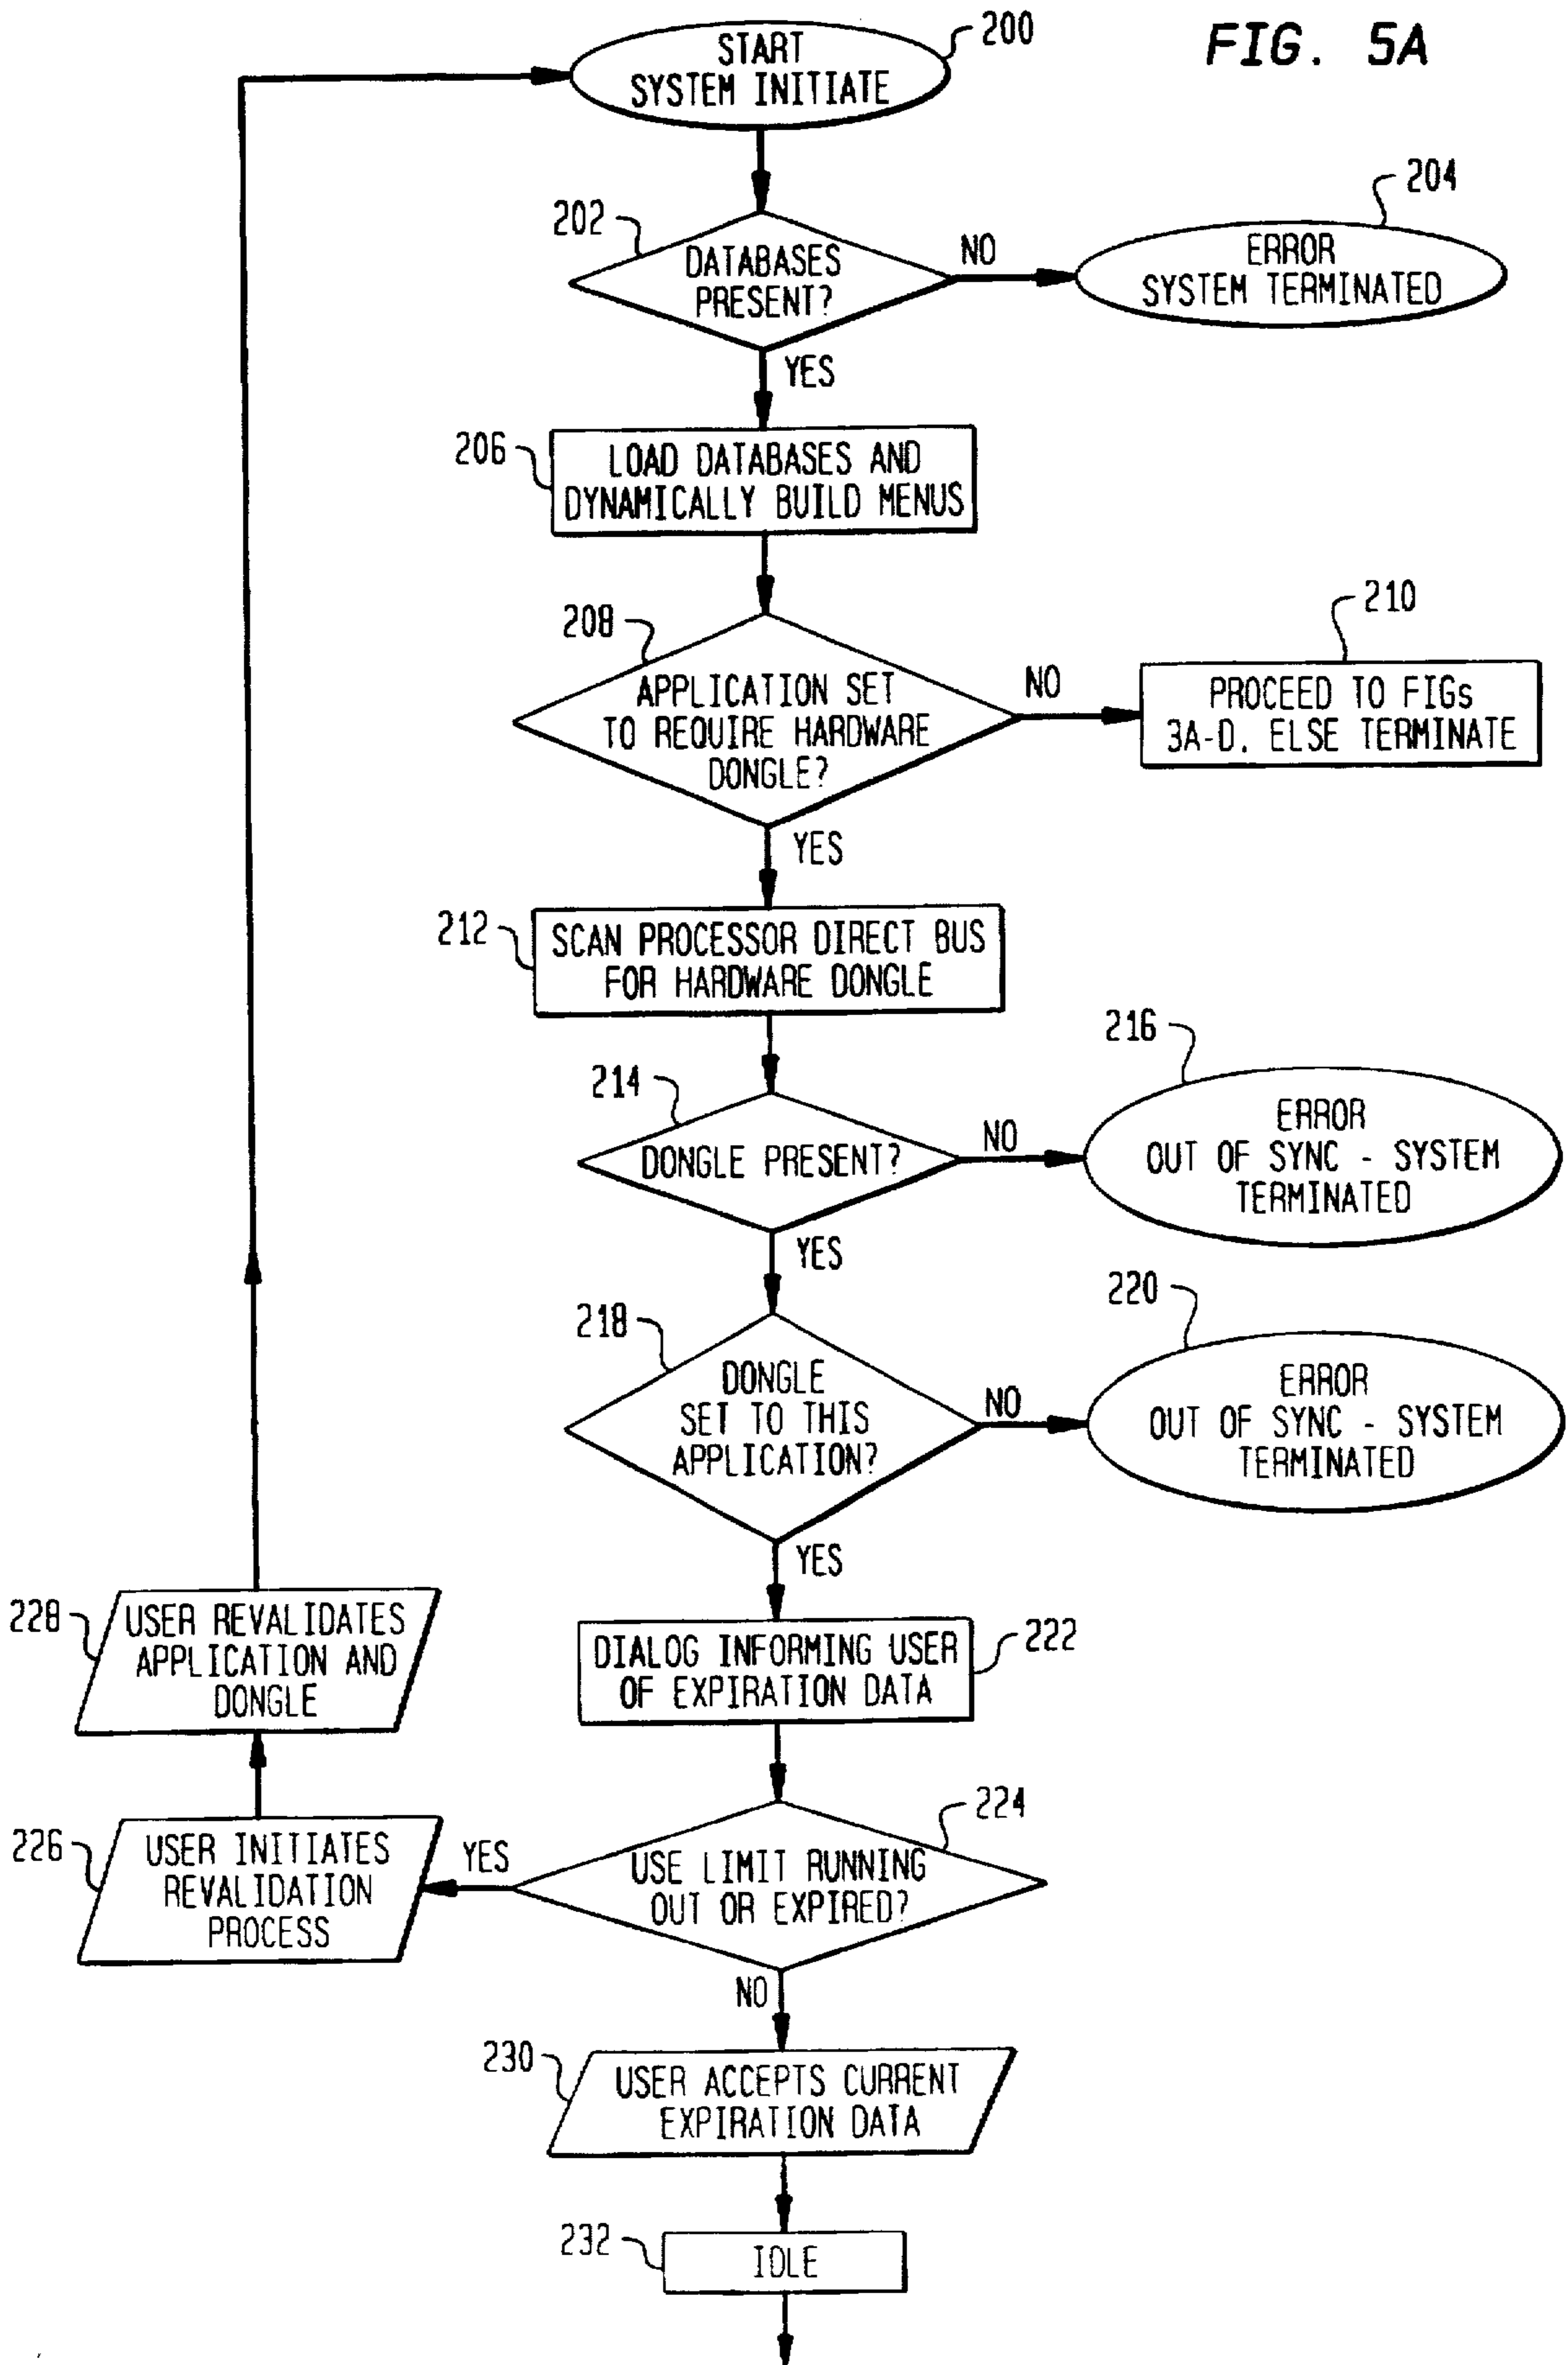 FIG. 5A
START
SYSTEM INITIATE
200
202
DATABASES
PRESENT?
NO
204
ERROR
SYSTEM TERMINATED
YES
206
LOAD DATABASES AND
DYNAMICALLY BUILD MENUS
208
APPLICATION SET
TO REQUIRE HARDWARE
DONGLE?
NO
210
PROCEED TO FIGs
3A-D. ELSE TERMINATE
YES
212
SCAN PROCESSOR DIRECT BUS
FOR HARDWARE DONGLE
214
DONGLE PRESENT?
NO
216
ERROR
OUT OF SYNC - SYSTEM
TERMINATED
YES
218
DONGLE
SET TO THIS
APPLICATION?
NO
220
ERROR
OUT OF SYNC - SYSTEM
TERMINATED
YES
222
DIALOG INFORMING USER
OF EXPIRATION DATA
224
USE LIMIT RUNNING
OUT OR EXPIRED?
YES
226
USER INITIATES
REVALIDATION
PROCESS
228
USER REVALIDATES
APPLICATION AND
DONGLE
NO
230
USER ACCEPTS CURRENT
EXPIRATION DATA
232
IDLE